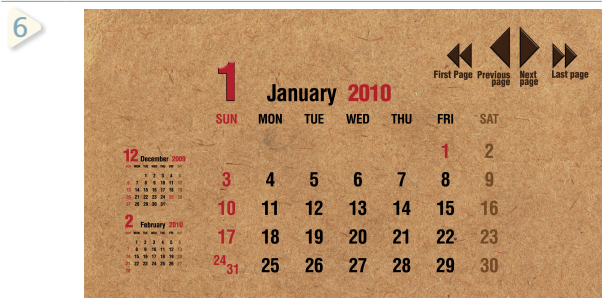 6
1 January 2010
First Page Previous page Next page Last page
SUN MON TUE WED THU FRI SAT
1 2
3 4 5 6 7 8 9
10 11 12 13 14 15 16
17 18 19 20 21 22 23
24 31 25 26 27 28 29 30
12 December 2009
2 February 2010